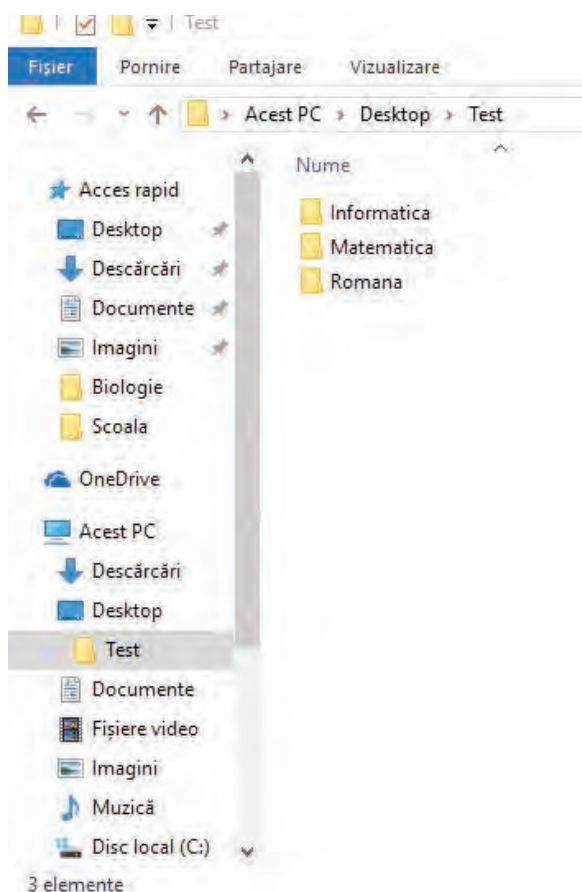 Test
Fișier Pornire Partajare Vizualizare
Acest PC Desktop Test
Acces rapid
Desktop
Descărcări
Documente
Imagini
Biologie
Scoala
OneDrive
Acest PC
Descărcări
Desktop
Test
Documente
Fișiere video
Imagini
Muzică
Disc local (C:)
Nume
Informatica
Matematica
Romana
3 elemente